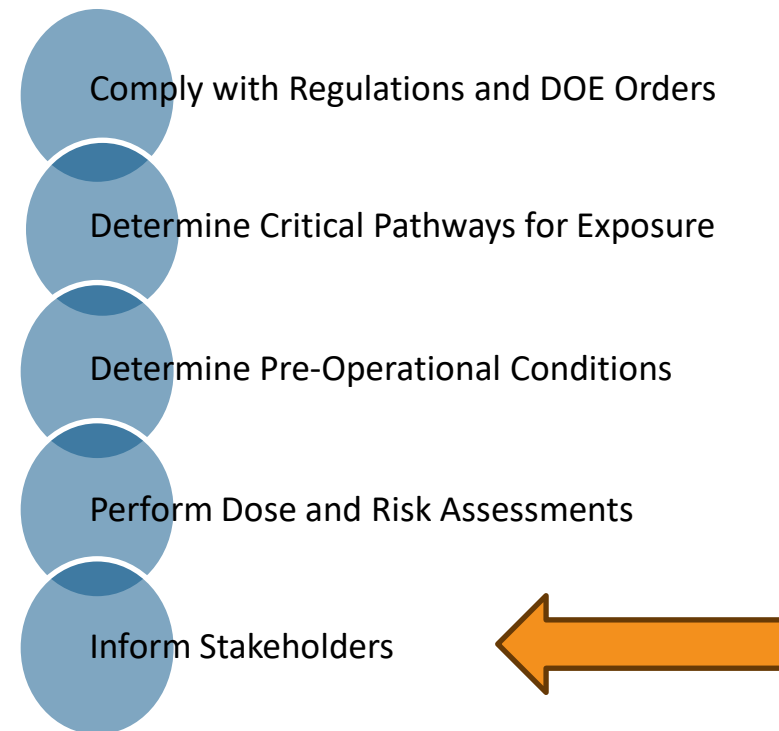 Comply with Regulations and DOE Orders
Determine Critical Pathways for Exposure
Determine Pre-Operational Conditions
Perform Dose and Risk Assessments
Inform Stakeholders